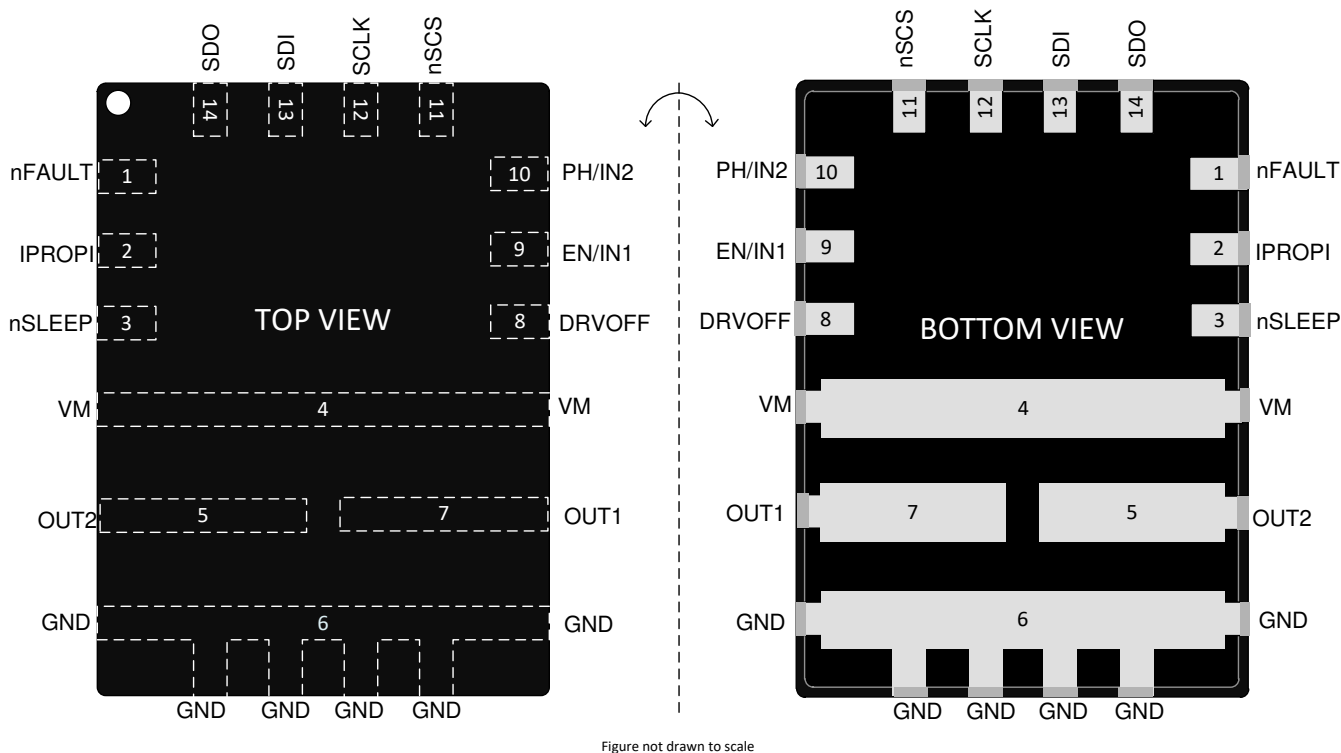 SDO SDI SCLK nSCS
14 13 12 11
nFAULT 1 10 PH/IN2
IPROPI 2 9 EN/IN1
nSLEEP 3 TOP VIEW 8 DRVOFF
VM 4 VM
OUT2 5 7 OUT1
GND 6 GND
GND GND GND GND
nSCS SCLK SDI SDO
11 12 13 14
PH/IN2 10 1 nFAULT
EN/IN1 9 2 IPROPI
DRVOFF 8 BOTTOM VIEW 3 nSLEEP
VM 4 VM
OUT1 7 5 OUT2
GND 6 GND
GND GND GND GND
Figure not drawn to scale